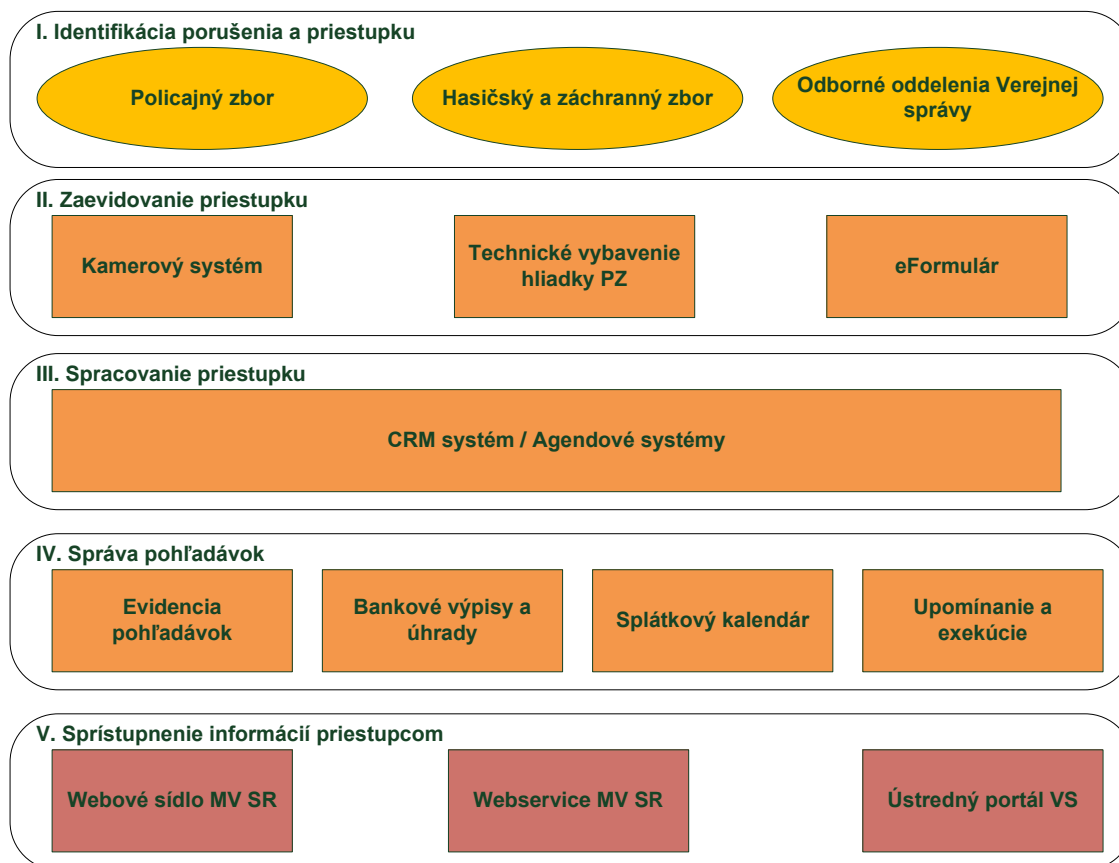 I. Identifikácia porušenia a priestupku
Policajný zbor
Hasičský a záchranný zbor
Odborné oddelenia Verejnej
správy
II. Zaevidovanie priestupku
Kamerový systém
Technické vybavenie
hliadky PZ
eFormulár
III. Spracovanie priestupku
CRM systém / Agendové systémy
IV. Správa pohľadávok
Evidencia
pohľadávok
Bankové výpisy a
úhrady
Splátkový kalendár
Upomínanie a
exekúcie
V. Sprístupnenie informácií priestupcom
Webové sídlo MV SR
Webservice MV SR
Ústredný portál VS